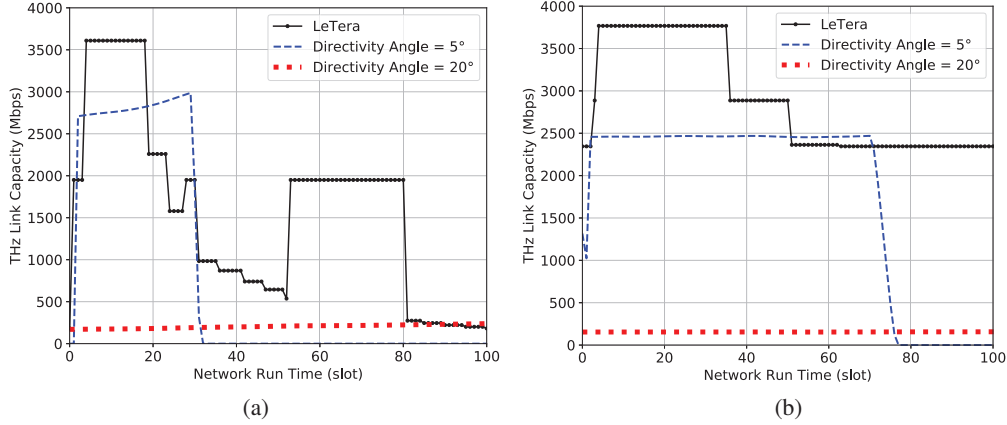 LeTera
Directivity Angle = 5°
Directivity Angle = 20°
4000
3500
3000
2500
2000
1500
1000
500
0
THz Link Capacity (Mbps)
0 20 40 60 80 100
Network Run Time (slot)
(a)
LeTera
Directivity Angle = 5°
Directivity Angle = 20°
4000
3500
3000
2500
2000
1500
1000
500
0
THz Link Capacity (Mbps)
0 20 40 60 80 100
Network Run Time (slot)
(b)